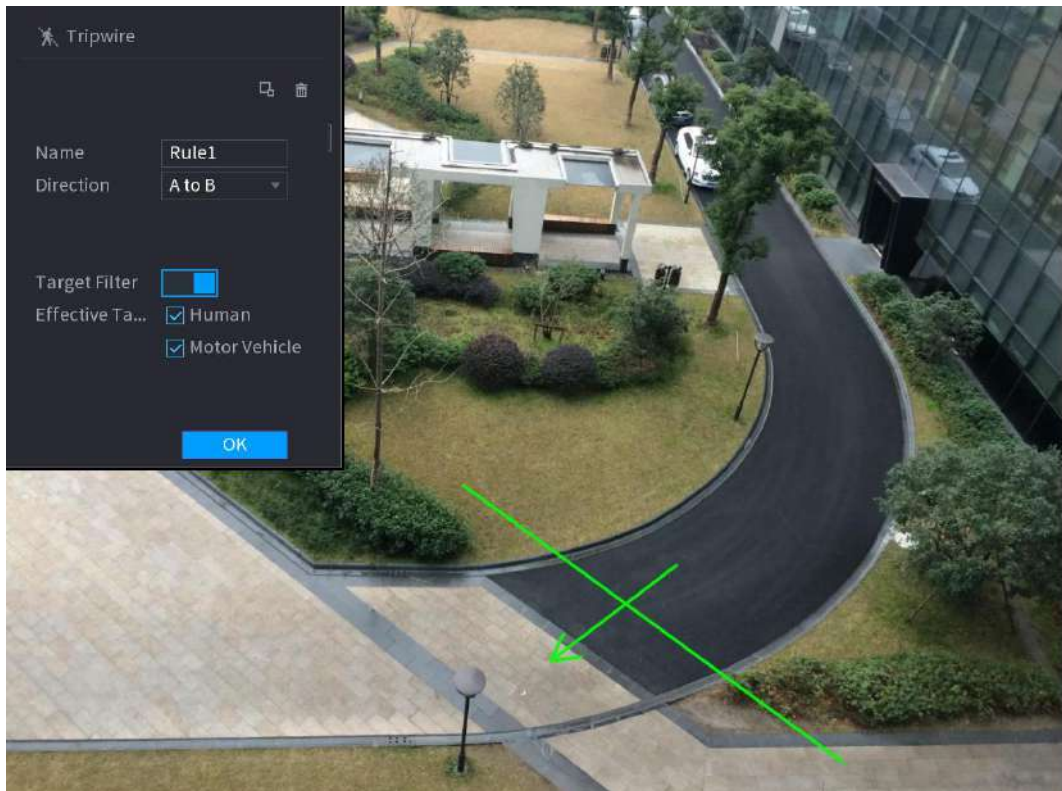 Tripwire
Name Rule1
Direction A to B
Target Filter
Effective Ta... Human
Motor Vehicle
OK